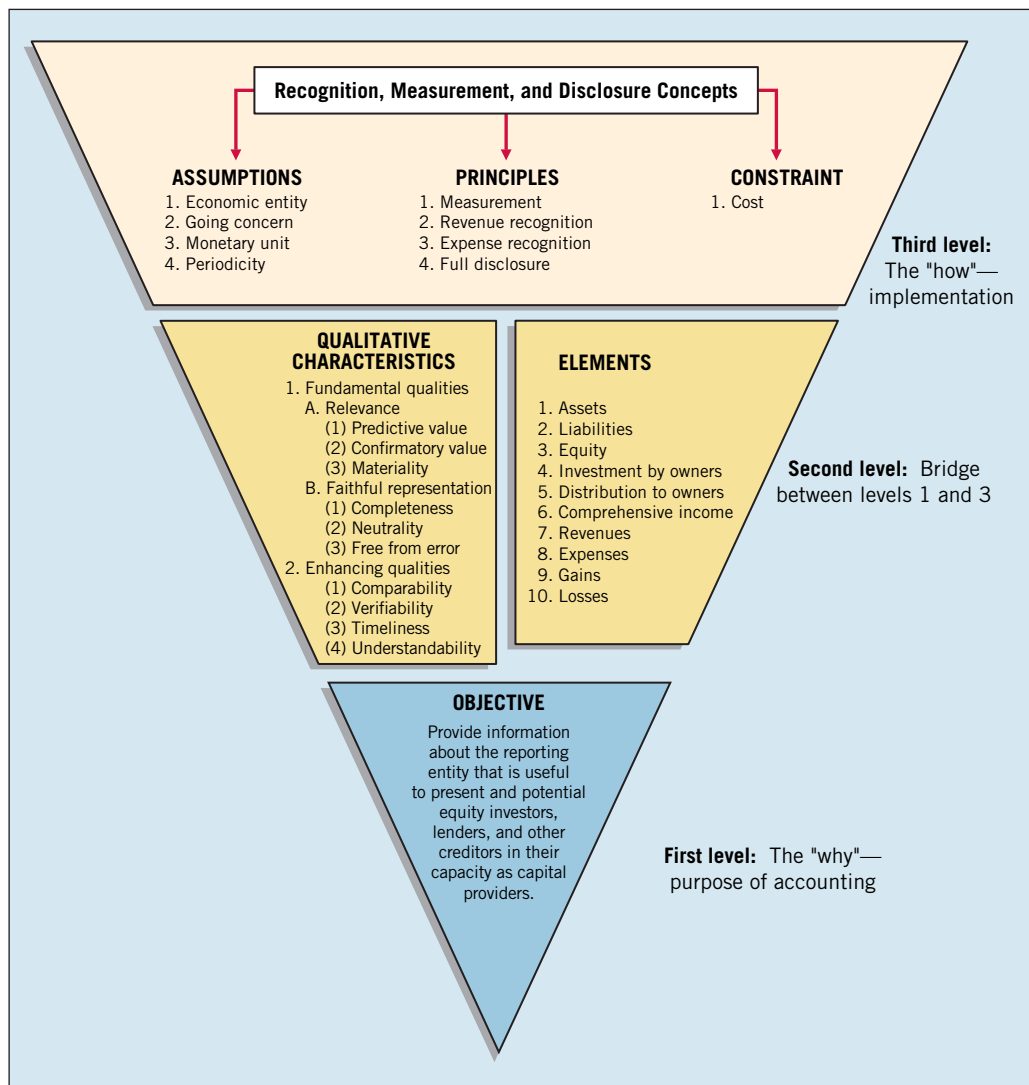 Recognition, Measurement, and Disclosure Concepts
ASSUMPTIONS
1. Economic entity
2. Going concern
3. Monetary unit
4. Periodicity
PRINCIPLES
1. Measurement
2. Revenue recognition
3. Expense recognition
4. Full disclosure
CONSTRAINT
1. Cost
Third level:
The "how"—
implementation
QUALITATIVE
CHARACTERISTICS
1. Fundamental qualities
A. Relevance
(1) Predictive value
(2) Confirmatory value
(3) Materiality
B. Faithful representation
(1) Completeness
(2) Neutrality
(3) Free from error
2. Enhancing qualities
(1) Comparability
(2) Verifiability
(3) Timeliness
(4) Understandability
ELEMENTS
1. Assets
2. Liabilities
3. Equity
4. Investment by owners
5. Distribution to owners
6. Comprehensive income
7. Revenues
8. Expenses
9. Gains
10. Losses
Second level: Bridge
between levels 1 and 3
OBJECTIVE
Provide information
about the reporting
entity that is useful
to present and potential
equity investors,
lenders, and other
creditors in their
capacity as capital
providers.
First level: The "why"—
purpose of accounting